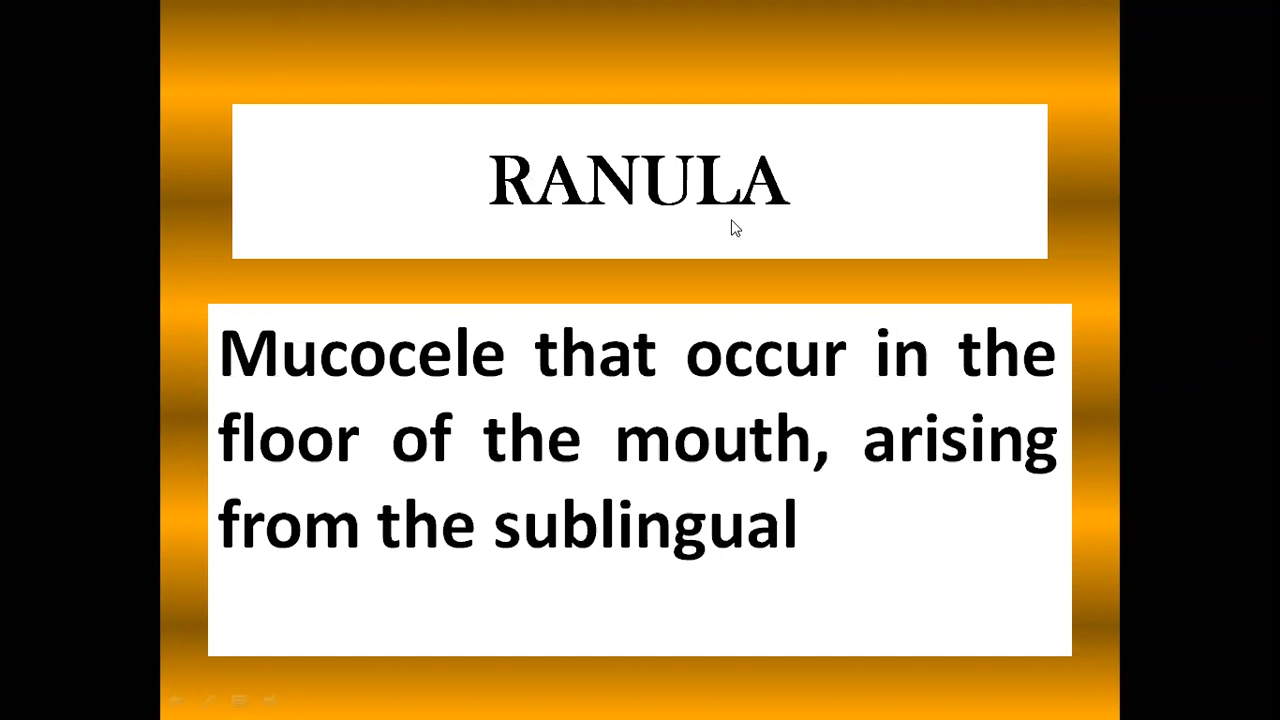 RANULA
Mucocele that occur in the
floor of the mouth, arising
from the sublingual